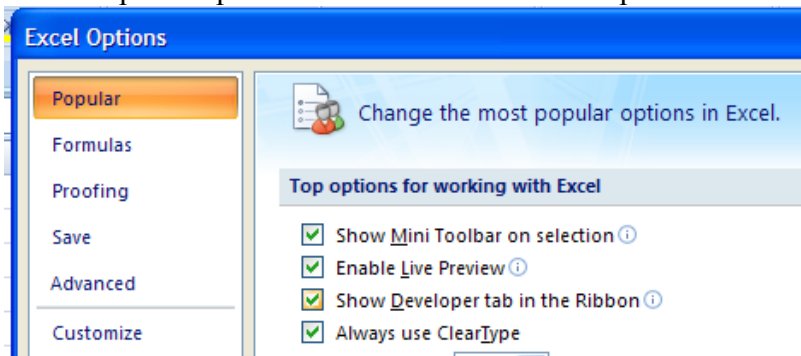 Excel Options
Popular
Change the most popular options in Excel.
Formulas
Proofing
Top options for working with Excel
Save
Show Mini Toolbar on selection
Enable Live Preview
Advanced
Show Developer tab in the Ribbon
Customize
Always use ClearType